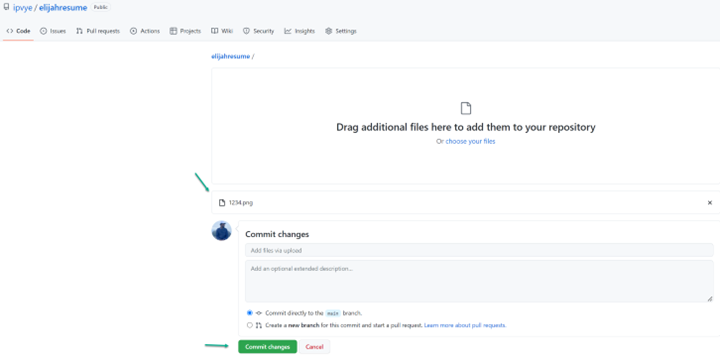 ipvye / elijahresume Public
Code Issues Pull requests Actions Projects Wiki Security Insights Settings
elijahresume /
Drag additional files here to add them to your repository
Or choose your files
1234.png
Commit changes
Add files via upload
Add an optional extended description...
Commit directly to the main branch.
Create a new branch for this commit and start a pull request. Learn more about pull requests.
Commit changes Cancel